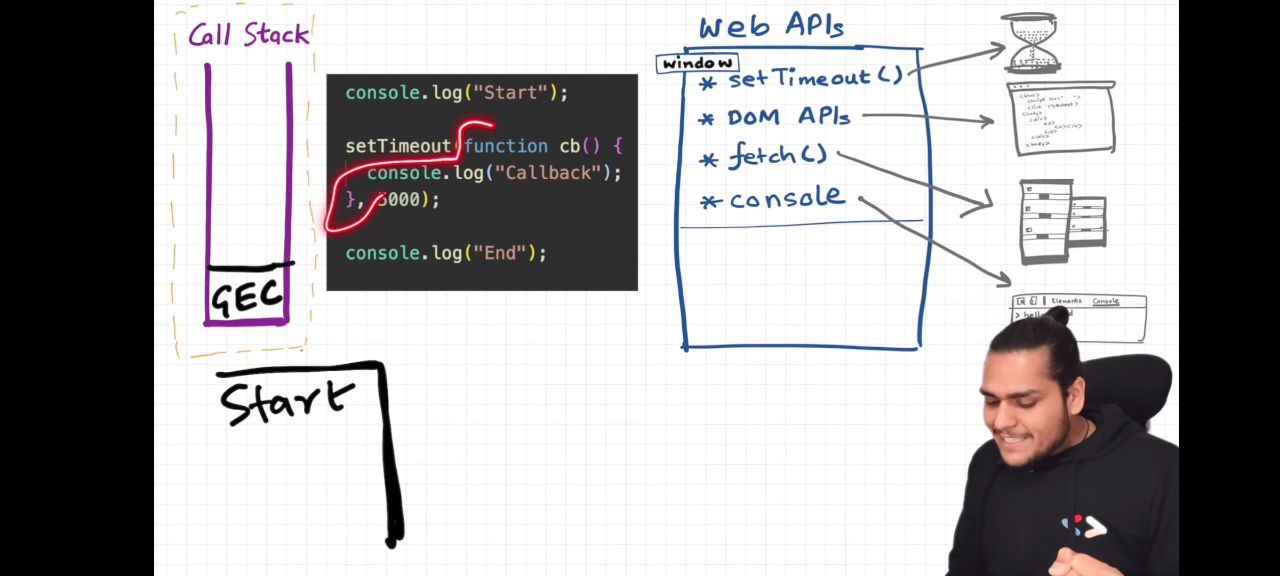 Call Stack
GEC
Start
console.log("Start");
setTimeout(function cb() {
console.log("Callback");
}, 5000);
console.log("End");
Web APIs
window
* setTimeout()
* DOM APIs
* fetch()
* console
Elements Console